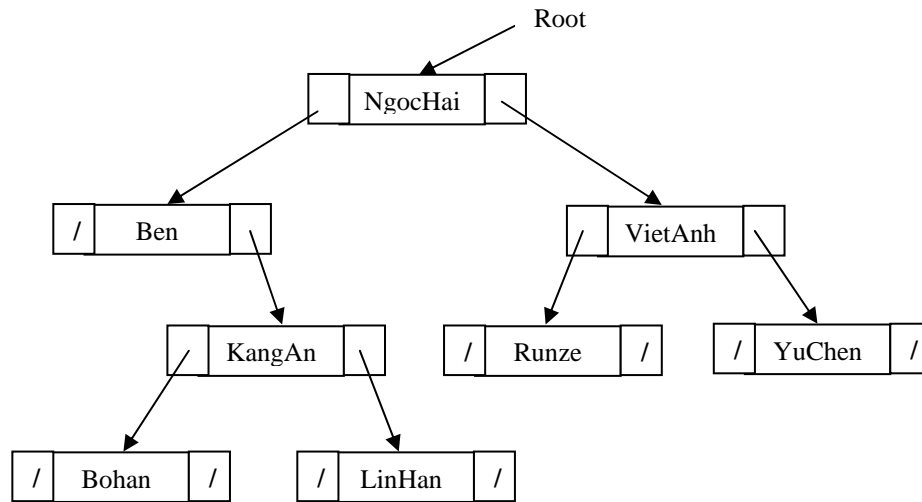 Root
NgocHai
/ Ben
VietAnh
KangAn
/ Runze /
/ YuChen /
/ Bohan /
/ LinHan /